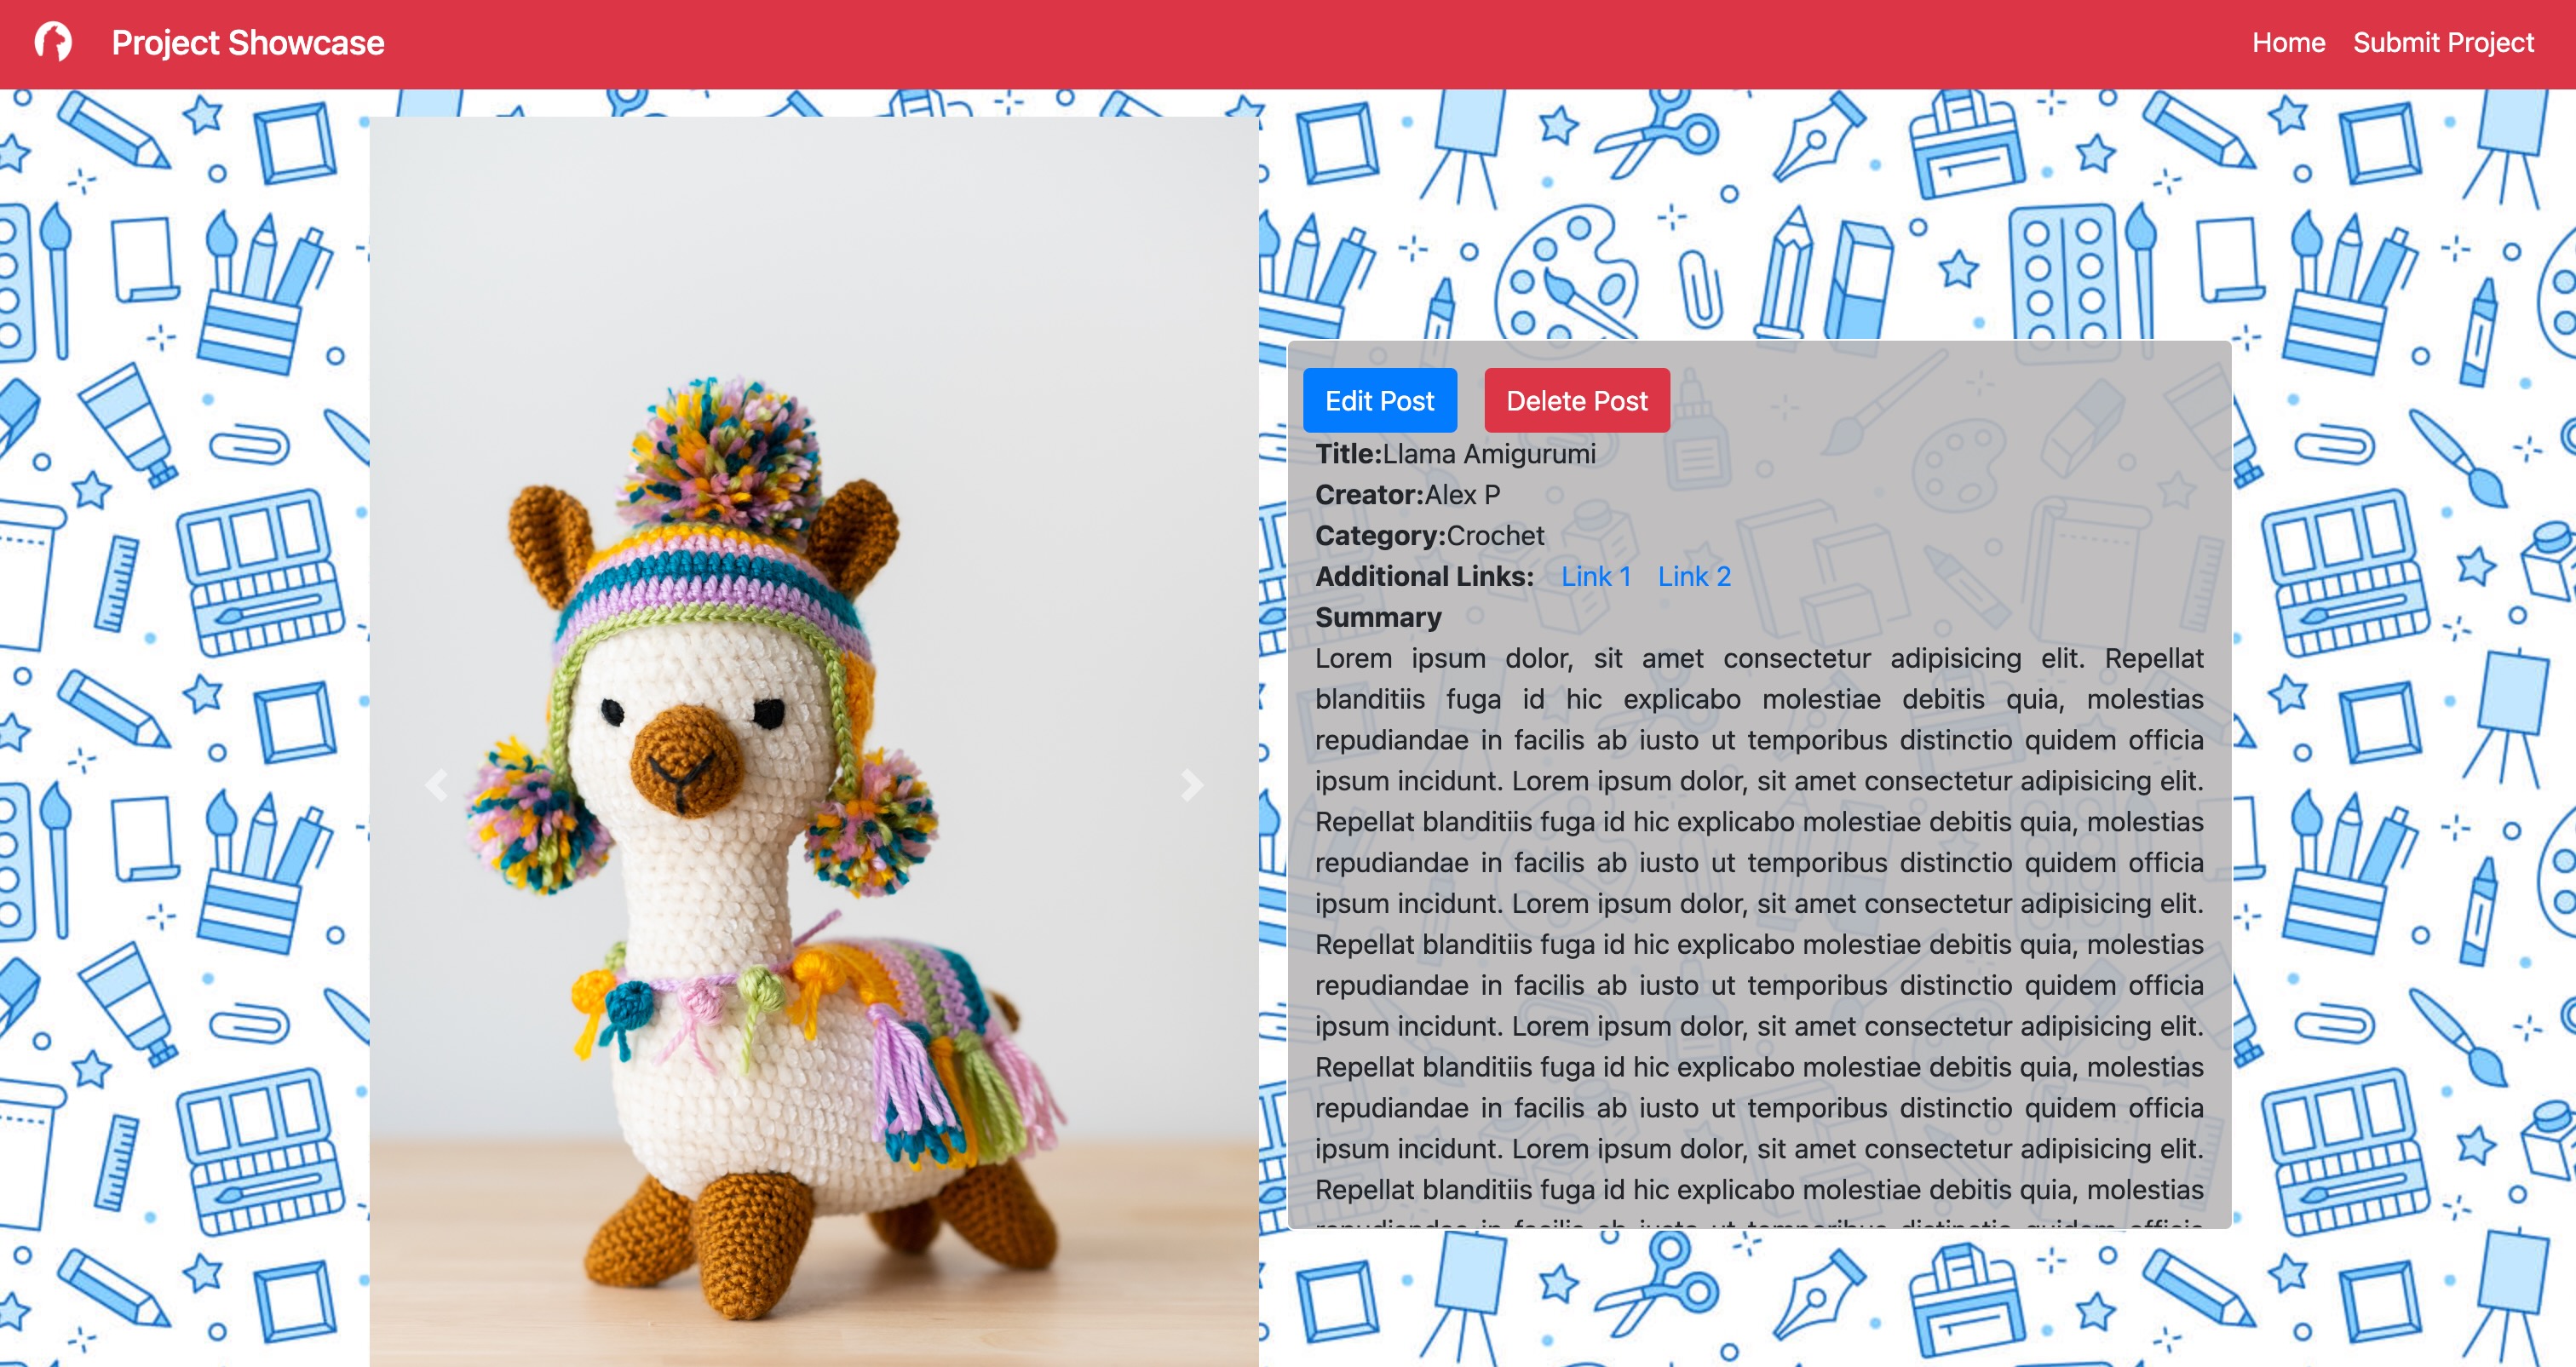 Project Showcase
Home
Submit Project
Edit Post
Delete Post
Title:Llama Amigurumi
Creator:Alex P
Category:Crochet
Additional Links: Link 1 Link 2
Summary
Lorem ipsum dolor, sit amet consectetur adipisicing elit. Repellat
blanditiis fuga id hic explicabo molestiae debitis quia, molestias
repudiandae in facilis ab iusto ut temporibus distinctio quidem officia
ipsum incidunt. Lorem ipsum dolor, sit amet consectetur adipisicing elit.
Repellat blanditiis fuga id hic explicabo molestiae debitis quia, molestias
repudiandae in facilis ab iusto ut temporibus distinctio quidem officia
ipsum incidunt. Lorem ipsum dolor, sit amet consectetur adipisicing elit.
Repellat blanditiis fuga id hic explicabo molestiae debitis quia, molestias
repudiandae in facilis ab iusto ut temporibus distinctio quidem officia
ipsum incidunt. Lorem ipsum dolor, sit amet consectetur adipisicing elit.
Repellat blanditiis fuga id hic explicabo molestiae debitis quia, molestias
repudiandae in facilis ab iusto ut temporibus distinctio quidem officia
ipsum incidunt. Lorem ipsum dolor, sit amet consectetur adipisicing elit.
Repellat blanditiis fuga id hic explicabo molestiae debitis quia, molestias